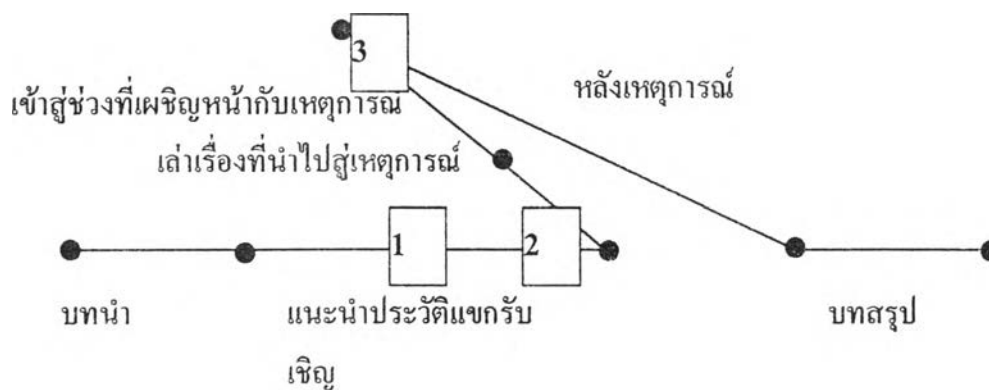 3
หลังเหตุการณ์
เข้าสู่ช่วงที่เผชิญหน้ากับเหตุการณ
เล่าเรื่องที่นำไปสู่เหตุการณ์
1
2
บทนำ
แนะนำประวัติแขกรับ
เชิญ
บทสรุป